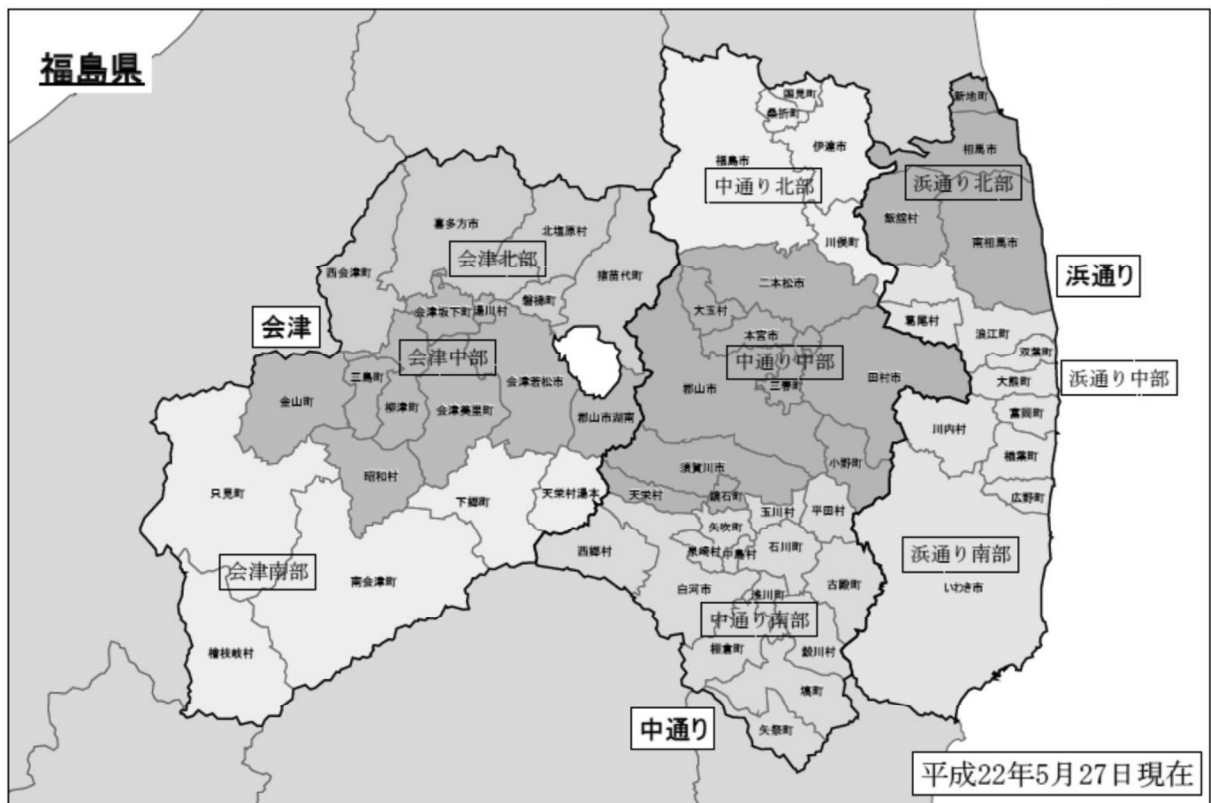 福島県
国見町
桑折町
新地町
伊達市
相馬市
福島市
中通り北部
浜通り北部
飯舘村
喜多方市
北塩原村
川俣町
南相馬市
会津北部
西会津町
猪苗代町
浜通り
二本松市
磐梯町
会津坂下町
湯川村
大玉村
葛尾村
浪江町
会津
本宮市
双葉町
会津中部
中通り中部
浜通り中部
三島町
会津若松市
郡山市
三春町
田村市
大熊町
金山町
柳津町
会津美里町
郡山市湖南
富岡町
川内村
楢葉町
昭和村
須賀川市
小野町
只見町
下郷町
天栄村湯本
天栄村
鏡石町
広野町
玉川村
平田村
矢吹町
西郷村
泉崎村
中島村
石川町
浜通り南部
会津南部
南会津町
白河市
古殿町
いわき市
浅川町
中通り南部
檜枝岐村
棚倉町
鮫川村
塙町
中通り
矢祭町
平成22年5月27日現在